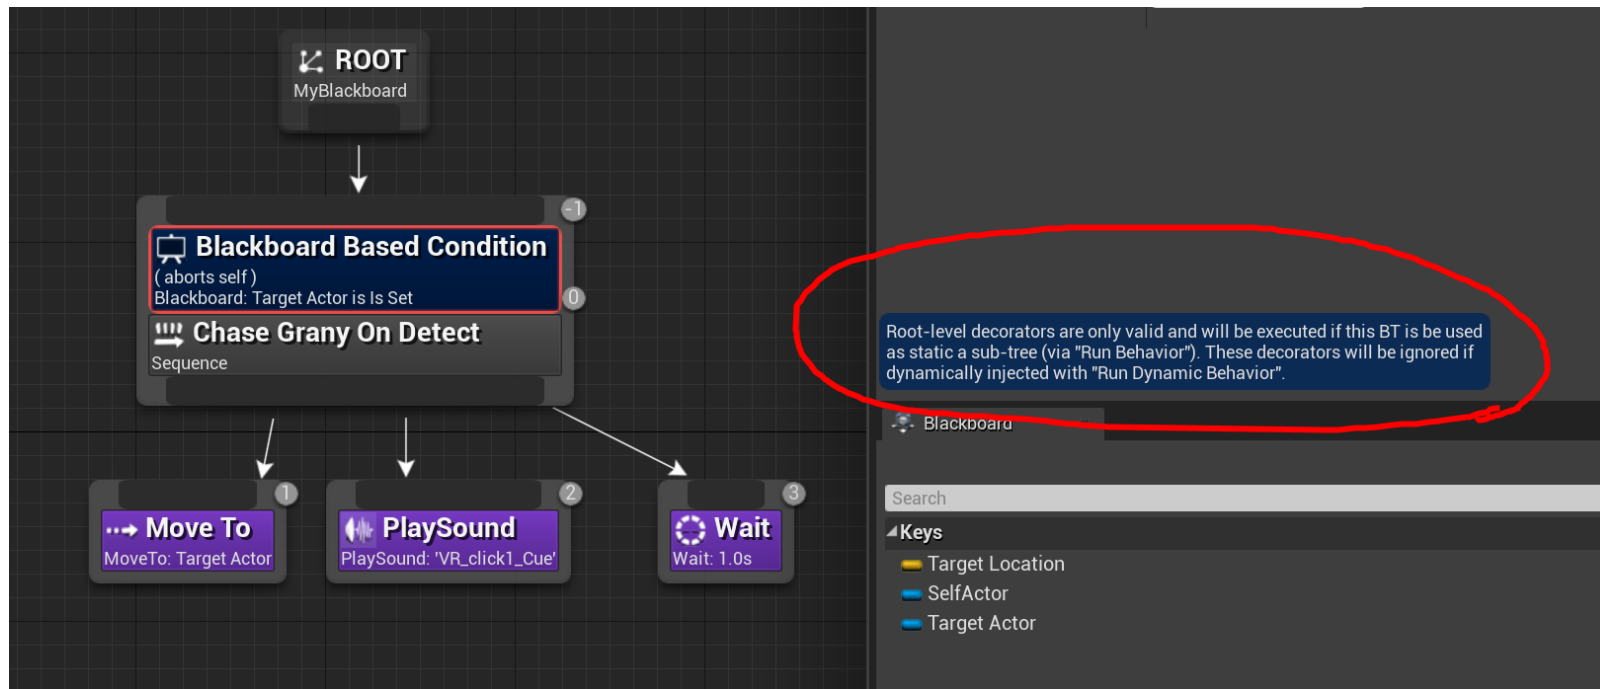 ROOT
MyBlackboard
-1
Blackboard Based Condition
( aborts self )
Blackboard: Target Actor is Is Set
0
Chase Grany On Detect
Sequence
1
Move To
MoveTo: Target Actor
2
PlaySound
PlaySound: 'VR_click1_Cue'
3
Wait
Wait: 1.0s
Root-level decorators are only valid and will be executed if this BT is be used
as static a sub-tree (via "Run Behavior"). These decorators will be ignored if
dynamically injected with "Run Dynamic Behavior".
Blackboard
Search
Keys
Target Location
SelfActor
Target Actor